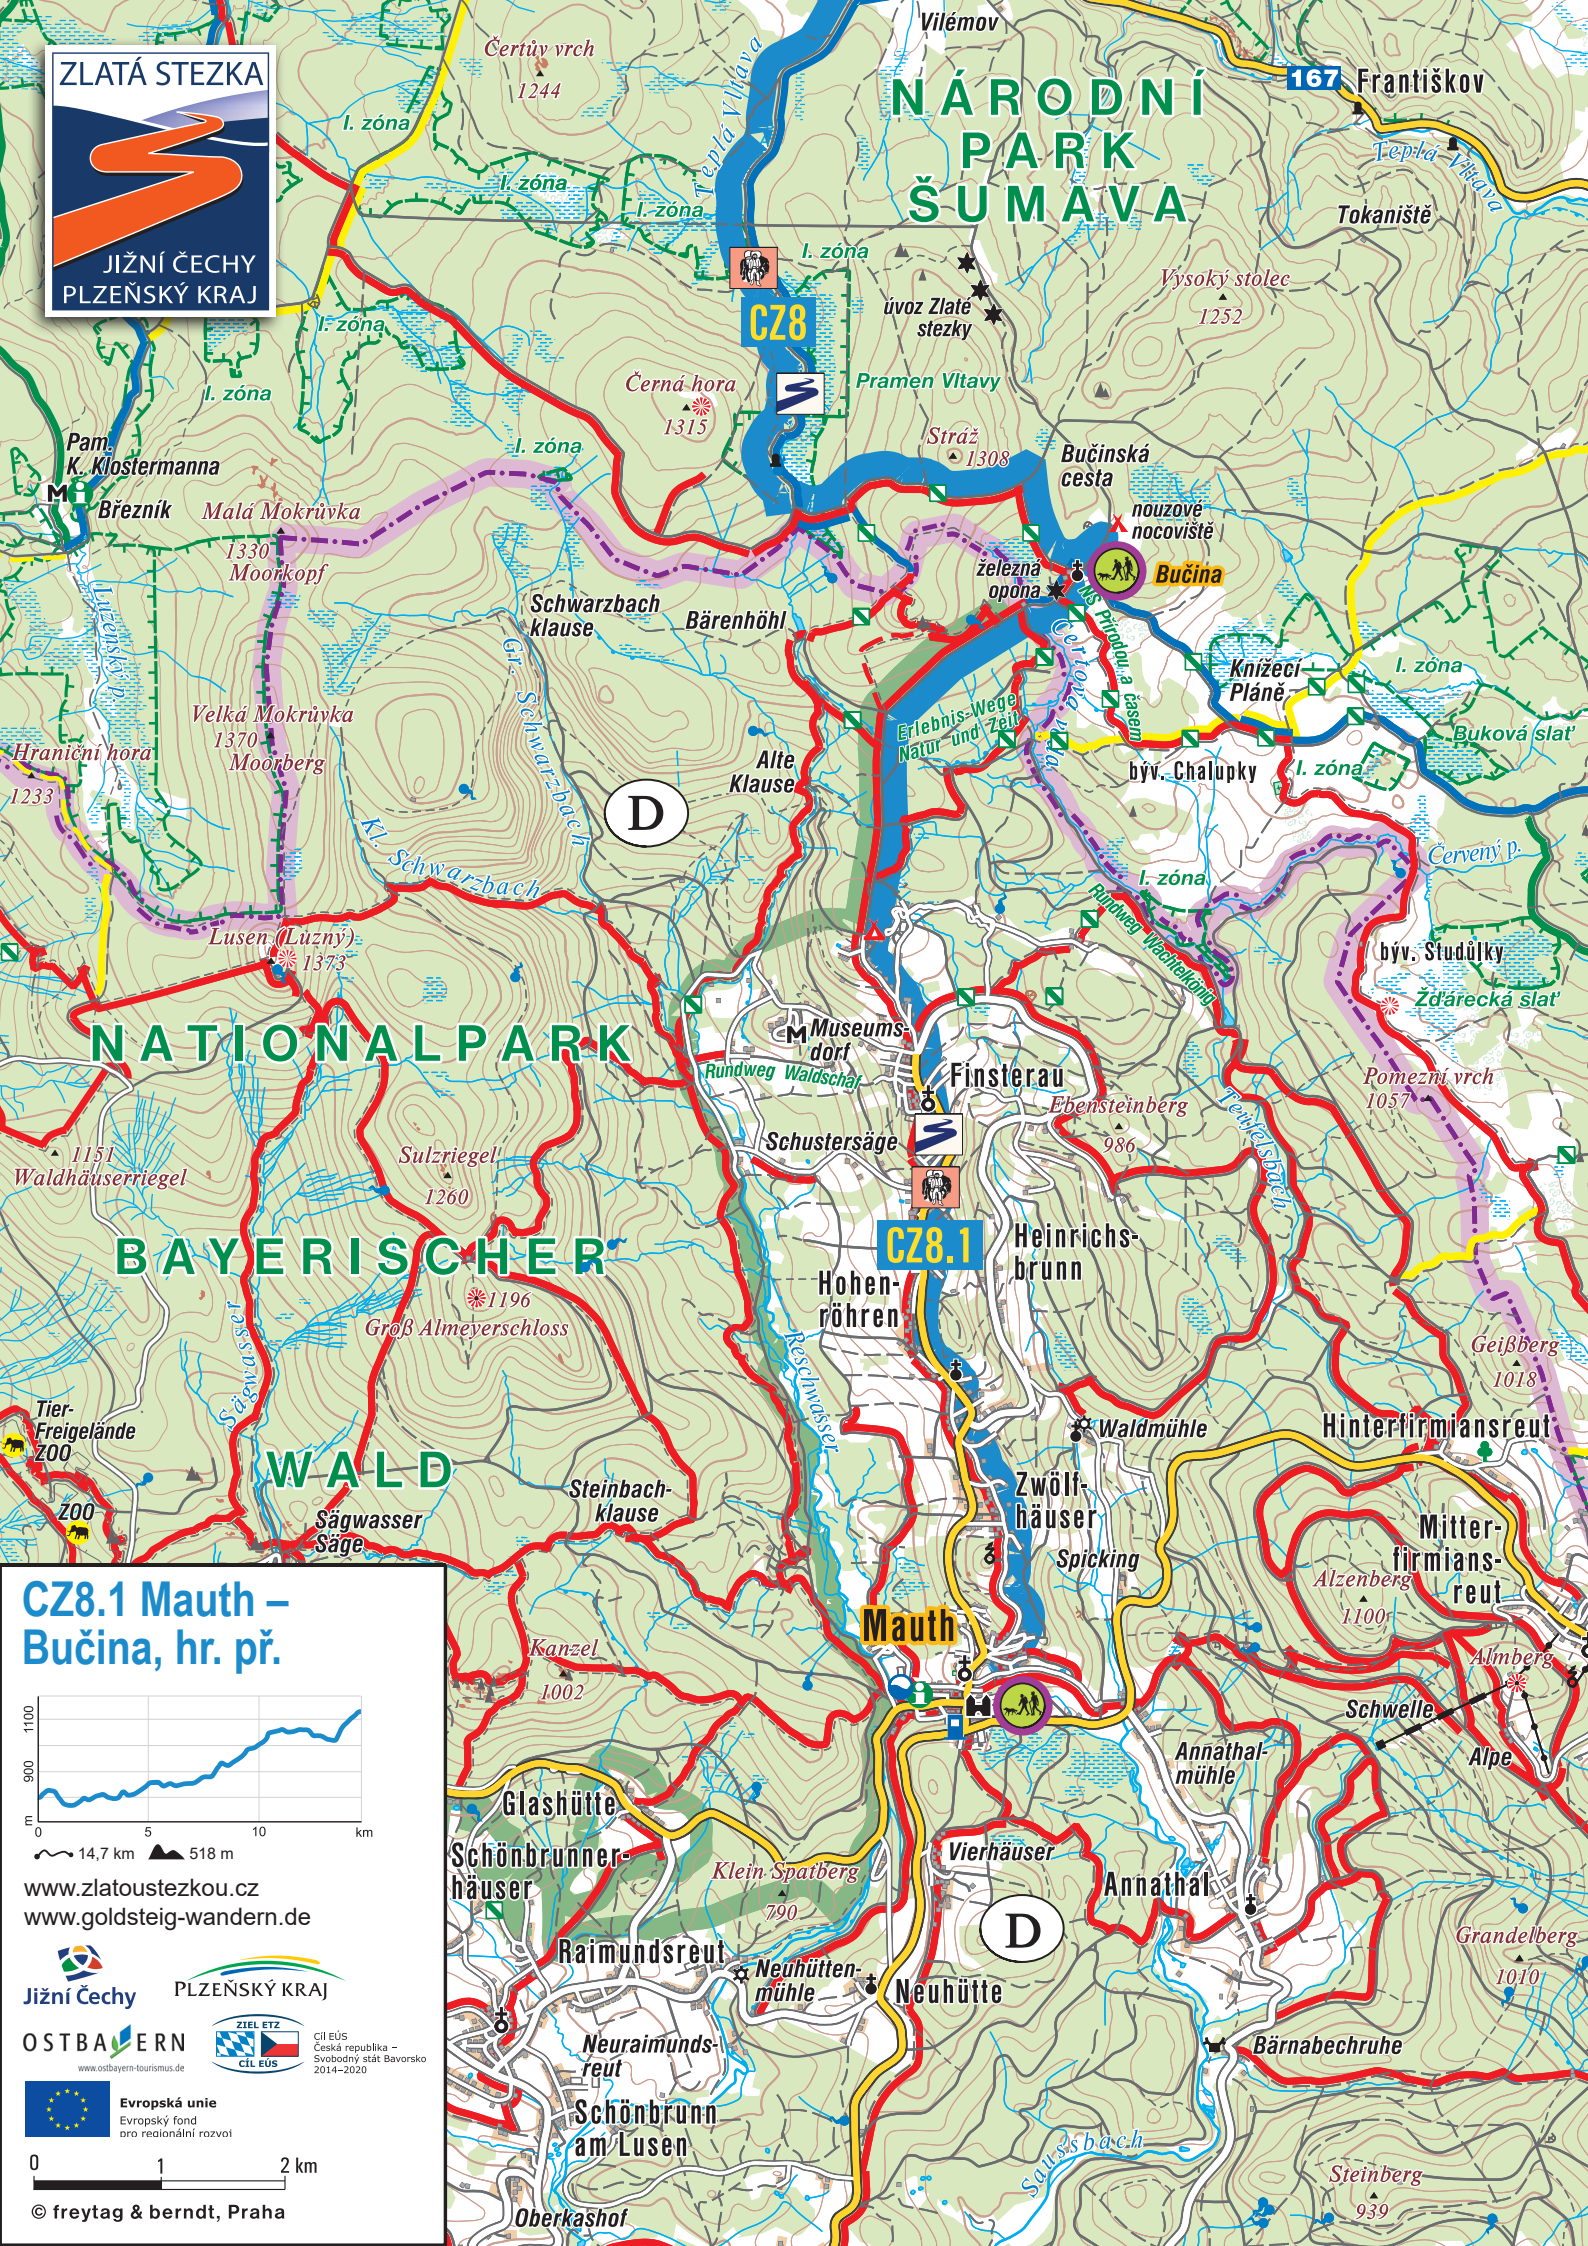 ZLATÁ STEZKA
JIŽNÍ ČECHY
PLZEŇSKÝ KRAJ
Čertův vrch
1244
I. zóna
I. zóna
I. zóna
I. zóna
Teplá Vltava
Vilémov
NÁRODNÍ
PARK
ŠUMAVA
167
Františkov
Teplá Vltava
Tokaniště
Vysoký stolec
1252
úvoz Zlaté
stezky
CZ8
I. zóna
I. zóna
Pramen Vltavy
Černá hora
1315
I. zóna
Stráž
1308
Bučinská
cesta
Pam.
K. Klostermanna
M
Březník
Malá Mokrůvka
1330
Moorkopf
nouzové
nocoviště
Bučina
železná
opona
Luzenský p.
Schwarzbach
klause
Bärenhöhl
Gr. Schwarzbach
NS Přírodou a časem
Čertova voda
Knížecí
Pláně
I. zóna
Velká Mokrůvka
1370
Moorberg
Hraniční hora
1233
Erlebnis-Wege
Natur und Zeit
Buková slať
Alte
Klause
býv. Chalupky
I. zóna
D
Kl. Schwarzbach
Červený p.
I. zóna
Rundweg Wachtelkönig
Lusen (Luzný)
1373
býv. Studůlky
Žďárecká slať
NATIONALPARK
M
Museums-
dorf
Rundweg Waldschaf
Finsterau
Ebensteinberg
986
Pomezní vrch
1057
Teufelsbach
Schustersäge
1151
Waldhäuserriegel
Sulzriegel
1260
BAYERISCHER
CZ8.1
Heinrichs-
brunn
Hohen-
röhren
1196
Groß Almeyerschloss
Sägwasser
Reschwasser
Geißberg
1018
Tier-
Freigelände
ZOO
ZOO
WALD
Waldmühle
Hinterfirmiansreut
Steinbach-
klause
Zwölf-
häuser
Sägwasser
Säge
Spicking
Mitter-
firmians-
reut
Alzenberg
1100
Mauth
Kanzel
1002
Almberg
Schwelle
Alpe
Annathal-
mühle
Glashütte
Schönbrunner-
häuser
Klein Spatberg
790
Vierhäuser
Annathal
D
Grandelberg
1010
Raimundsreut
Neuhütten-
mühle
Neuhütte
Neuraimunds-
reut
Bärnabechruhe
Schönbrunn
am Lusen
Saussbach
Steinberg
939
Oberkashof
CZ8.1 Mauth –
Bučina, hr. př.
1100
900
m
0 5 10 km
14,7 km 518 m
www.zlatoustezkou.cz
www.goldsteig-wandern.de
Jižní Čechy
PLZEŇSKÝ KRAJ
OSTBAYERN
www.ostbayern-tourismus.de
ZIEL ETZ
CÍL EÚS
Cíl EÚS
Česká republika –
Svobodný stát Bavorsko
2014–2020
Evropská unie
Evropský fond
pro regionální rozvoj
0 1 2 km
© freytag & berndt, Praha